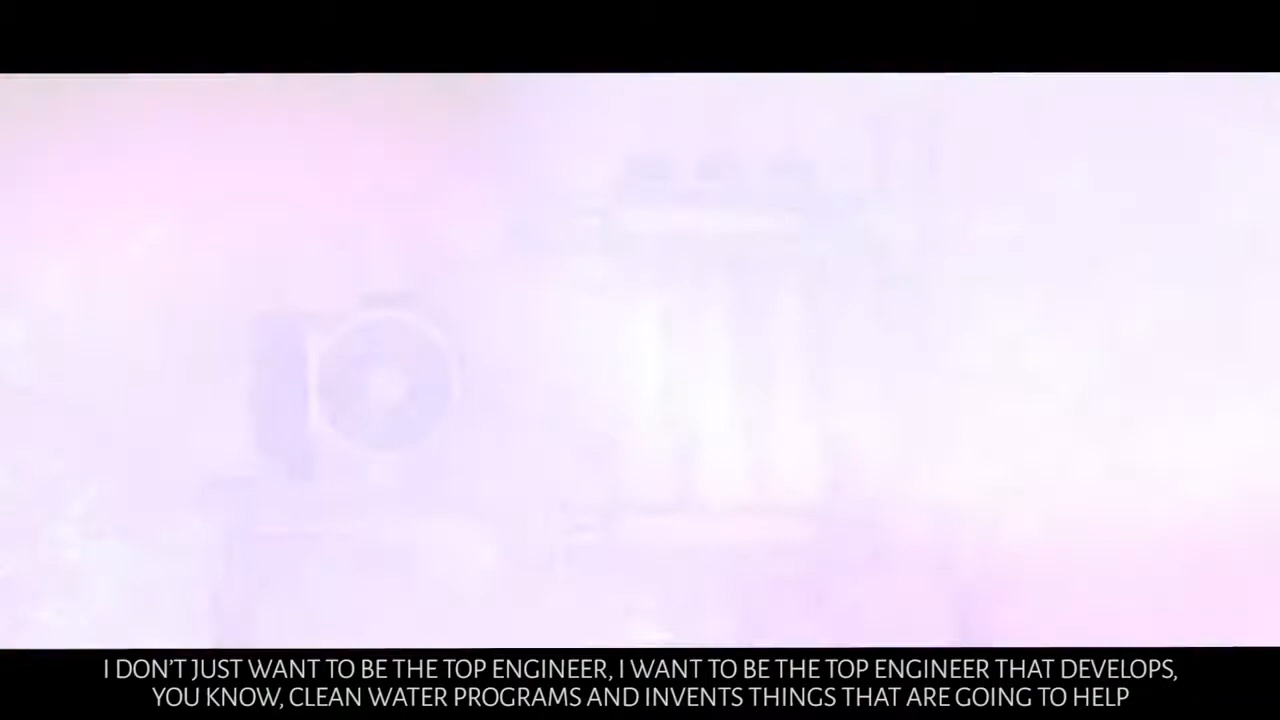 I DON'T JUST WANT TO BE THE TOP ENGINEER, I WANT TO BE THE TOP ENGINEER THAT DEVELOPS,
YOU KNOW, CLEAN WATER PROGRAMS AND INVENTS THINGS THAT ARE GOING TO HELP